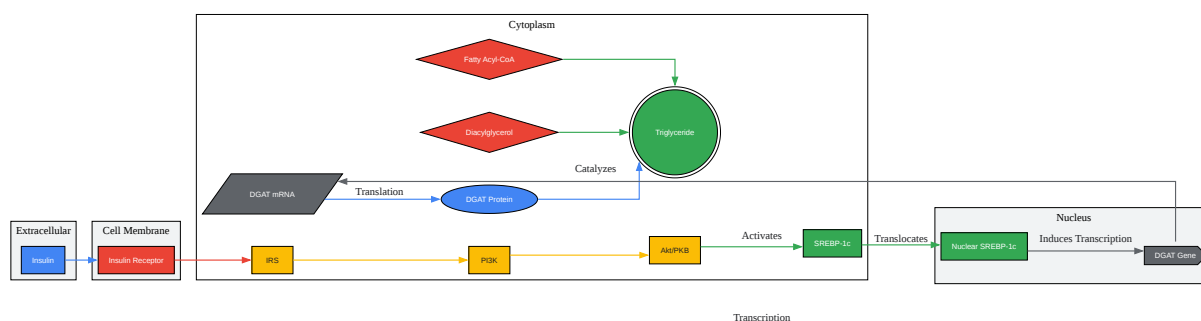 Cytoplasm
Fatty Acyl-CoA
Diacylglycerol
Triglyceride
Catalyzes
DGAT mRNA
Translation
DGAT Protein
Extracellular
Insulin
Cell Membrane
Insulin Receptor
IRS
PI3K
Akt/PKB
Activates
SREBP-1c
Translocates
Nucleus
Nuclear SREBP-1c
Induces Transcription
DGAT Gene
Transcription